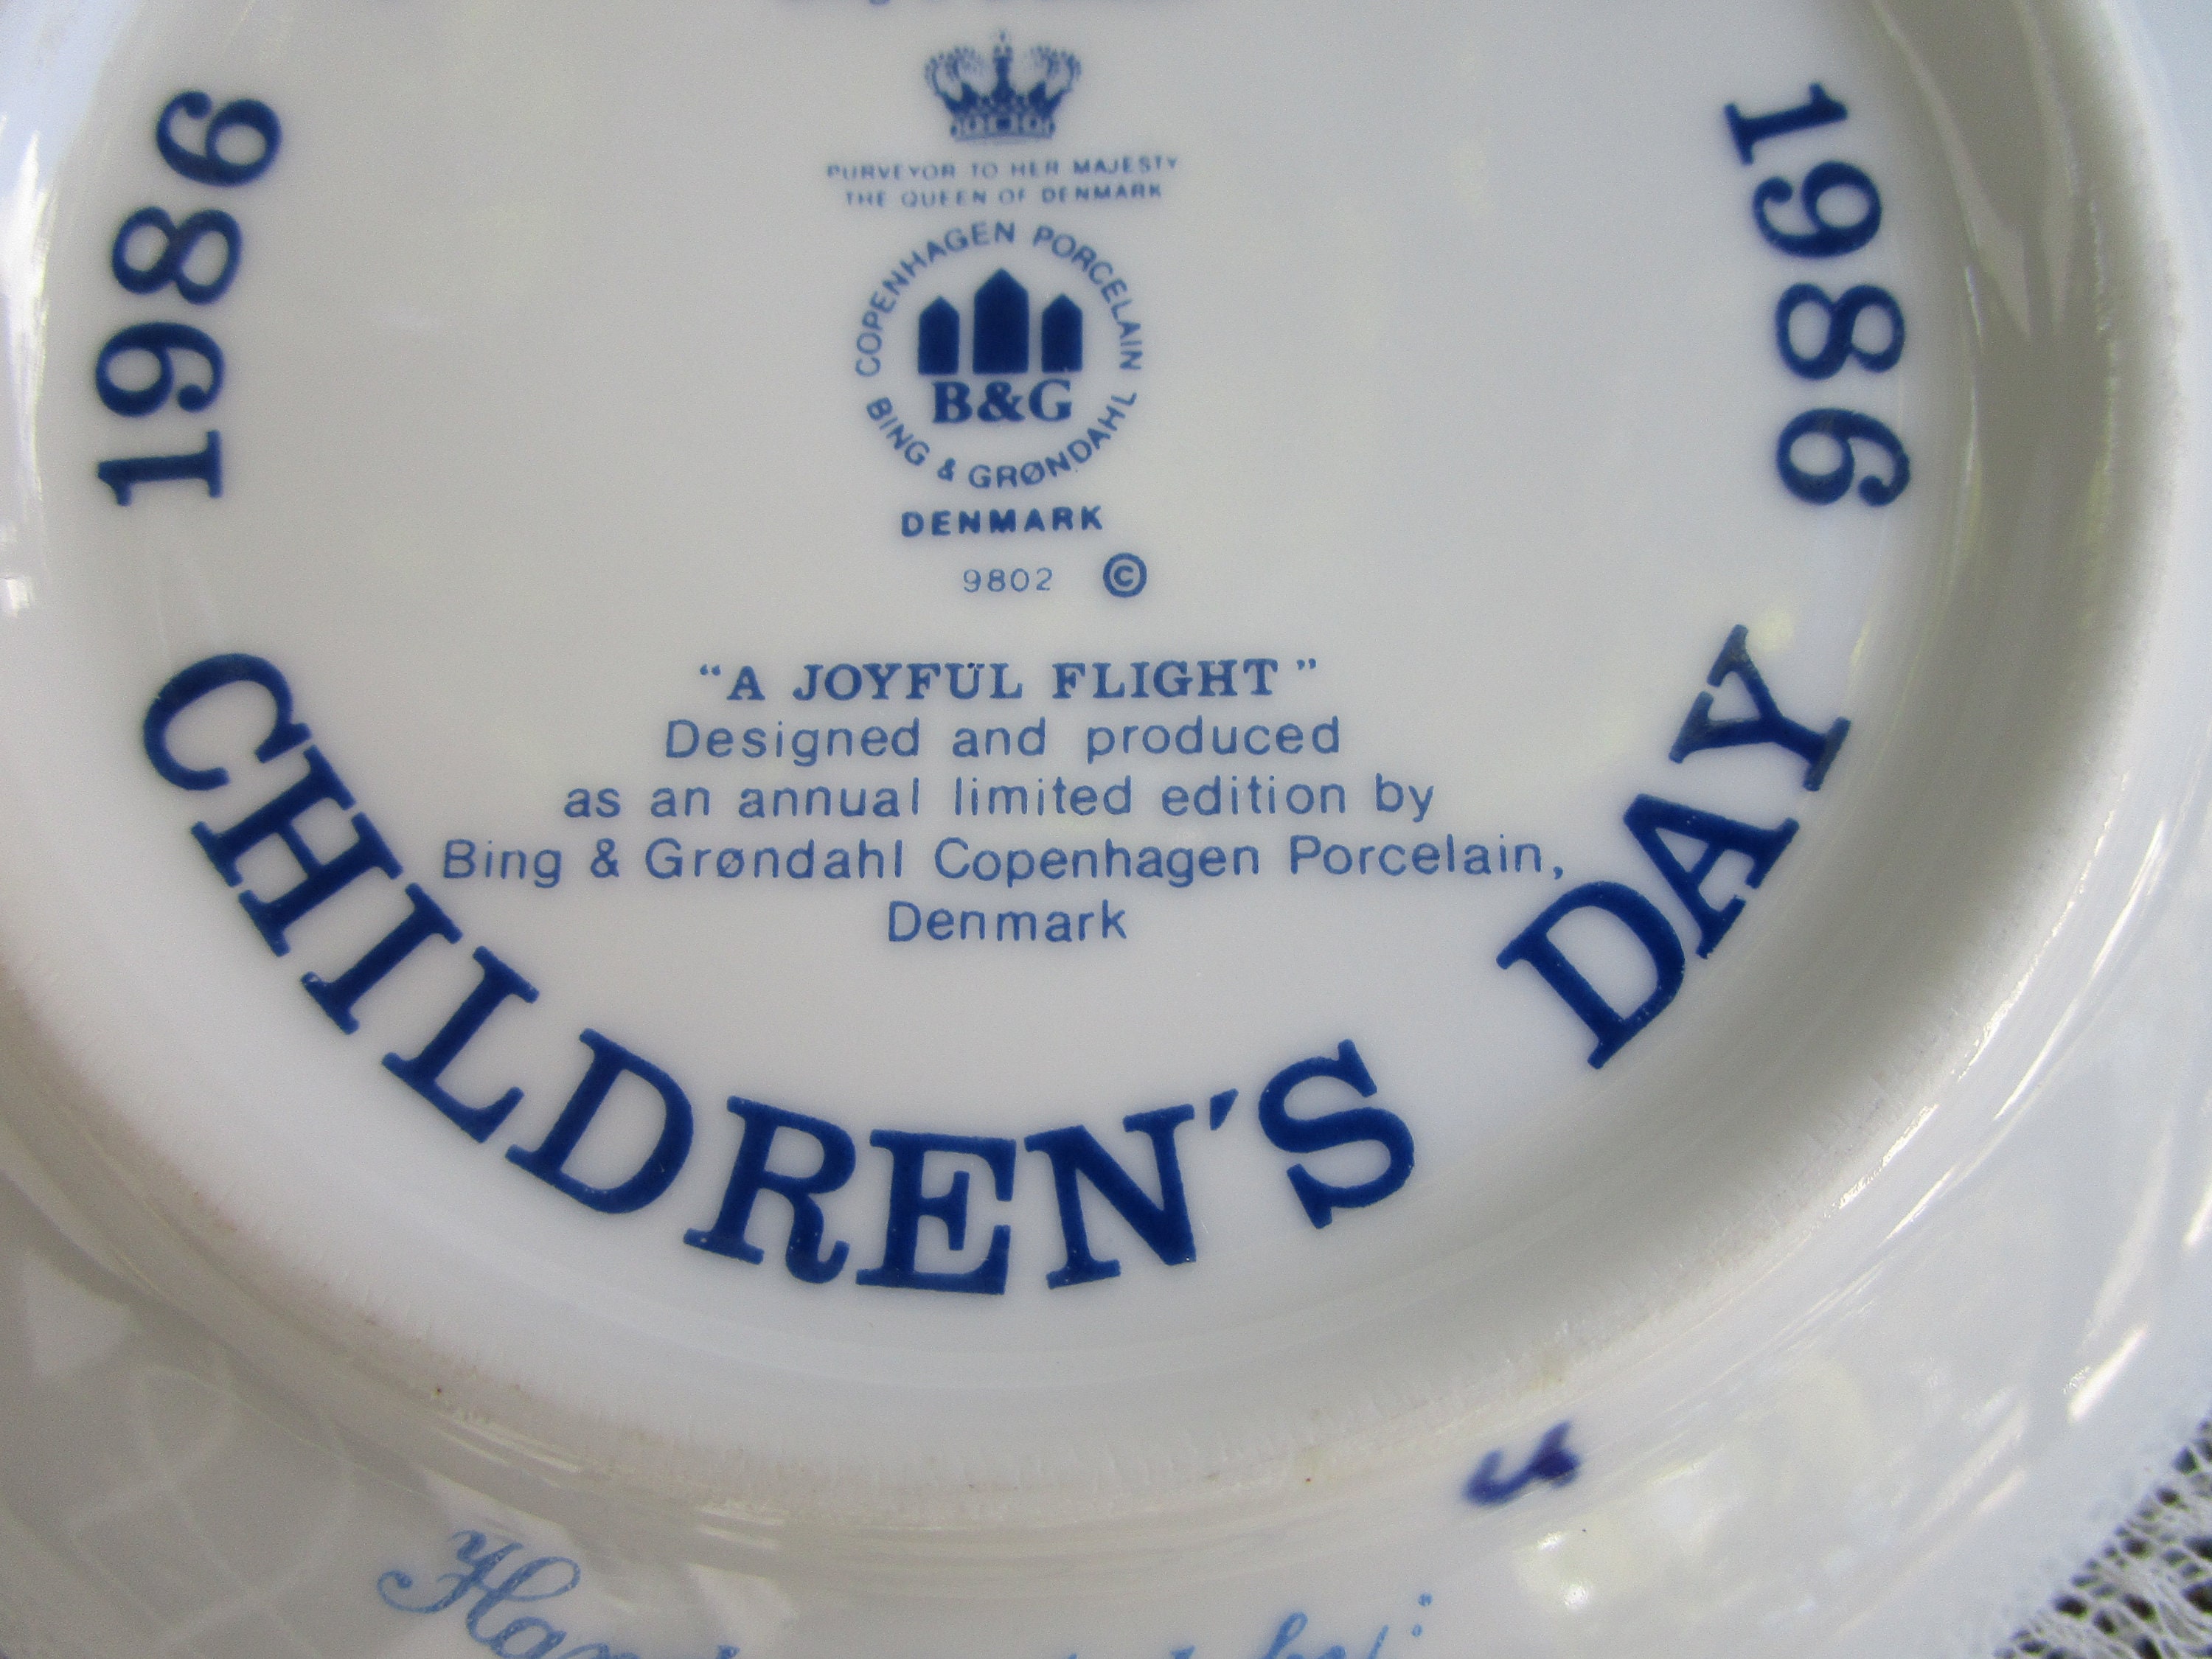 PURVEYOR TO HER MAJESTY
THE QUEEN OF DENMARK
COPENHAGEN PORCELAIN
B&G
BING & GRØNDAHL
DENMARK
9802 ©
"A JOYFUL FLIGHT"
Designed and produced
as an annual limited edition by
Bing & Grøndahl Copenhagen Porcelain,
Denmark
1986
1986
CHILDREN'S DAY